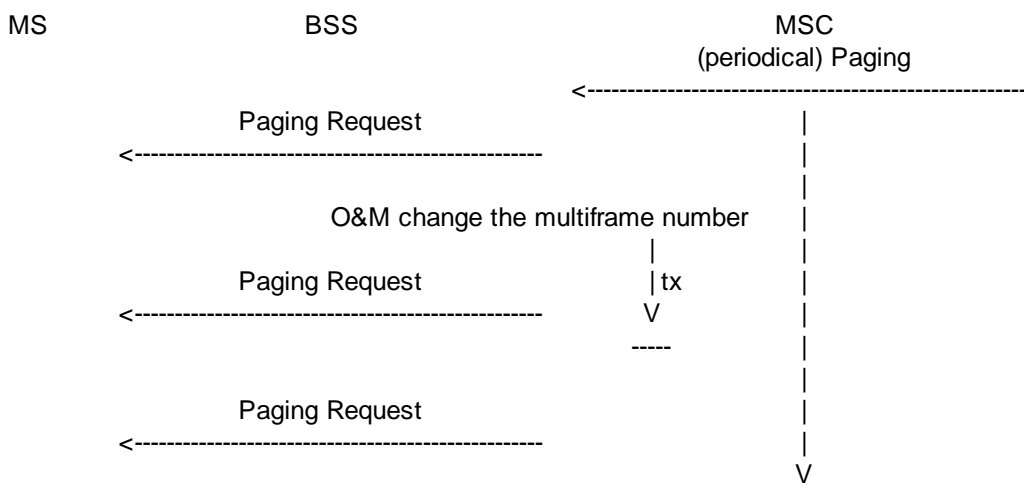 MS BSS MSC
(periodical) Paging
<-------------------------------------------------------
Paging Request |
<--------------------------------------------------- |
|
O&M change the multiframe number |
| |
Paging Request | tx |
<--------------------------------------------------- V |
----- |
|
Paging Request |
<--------------------------------------------------- |
V